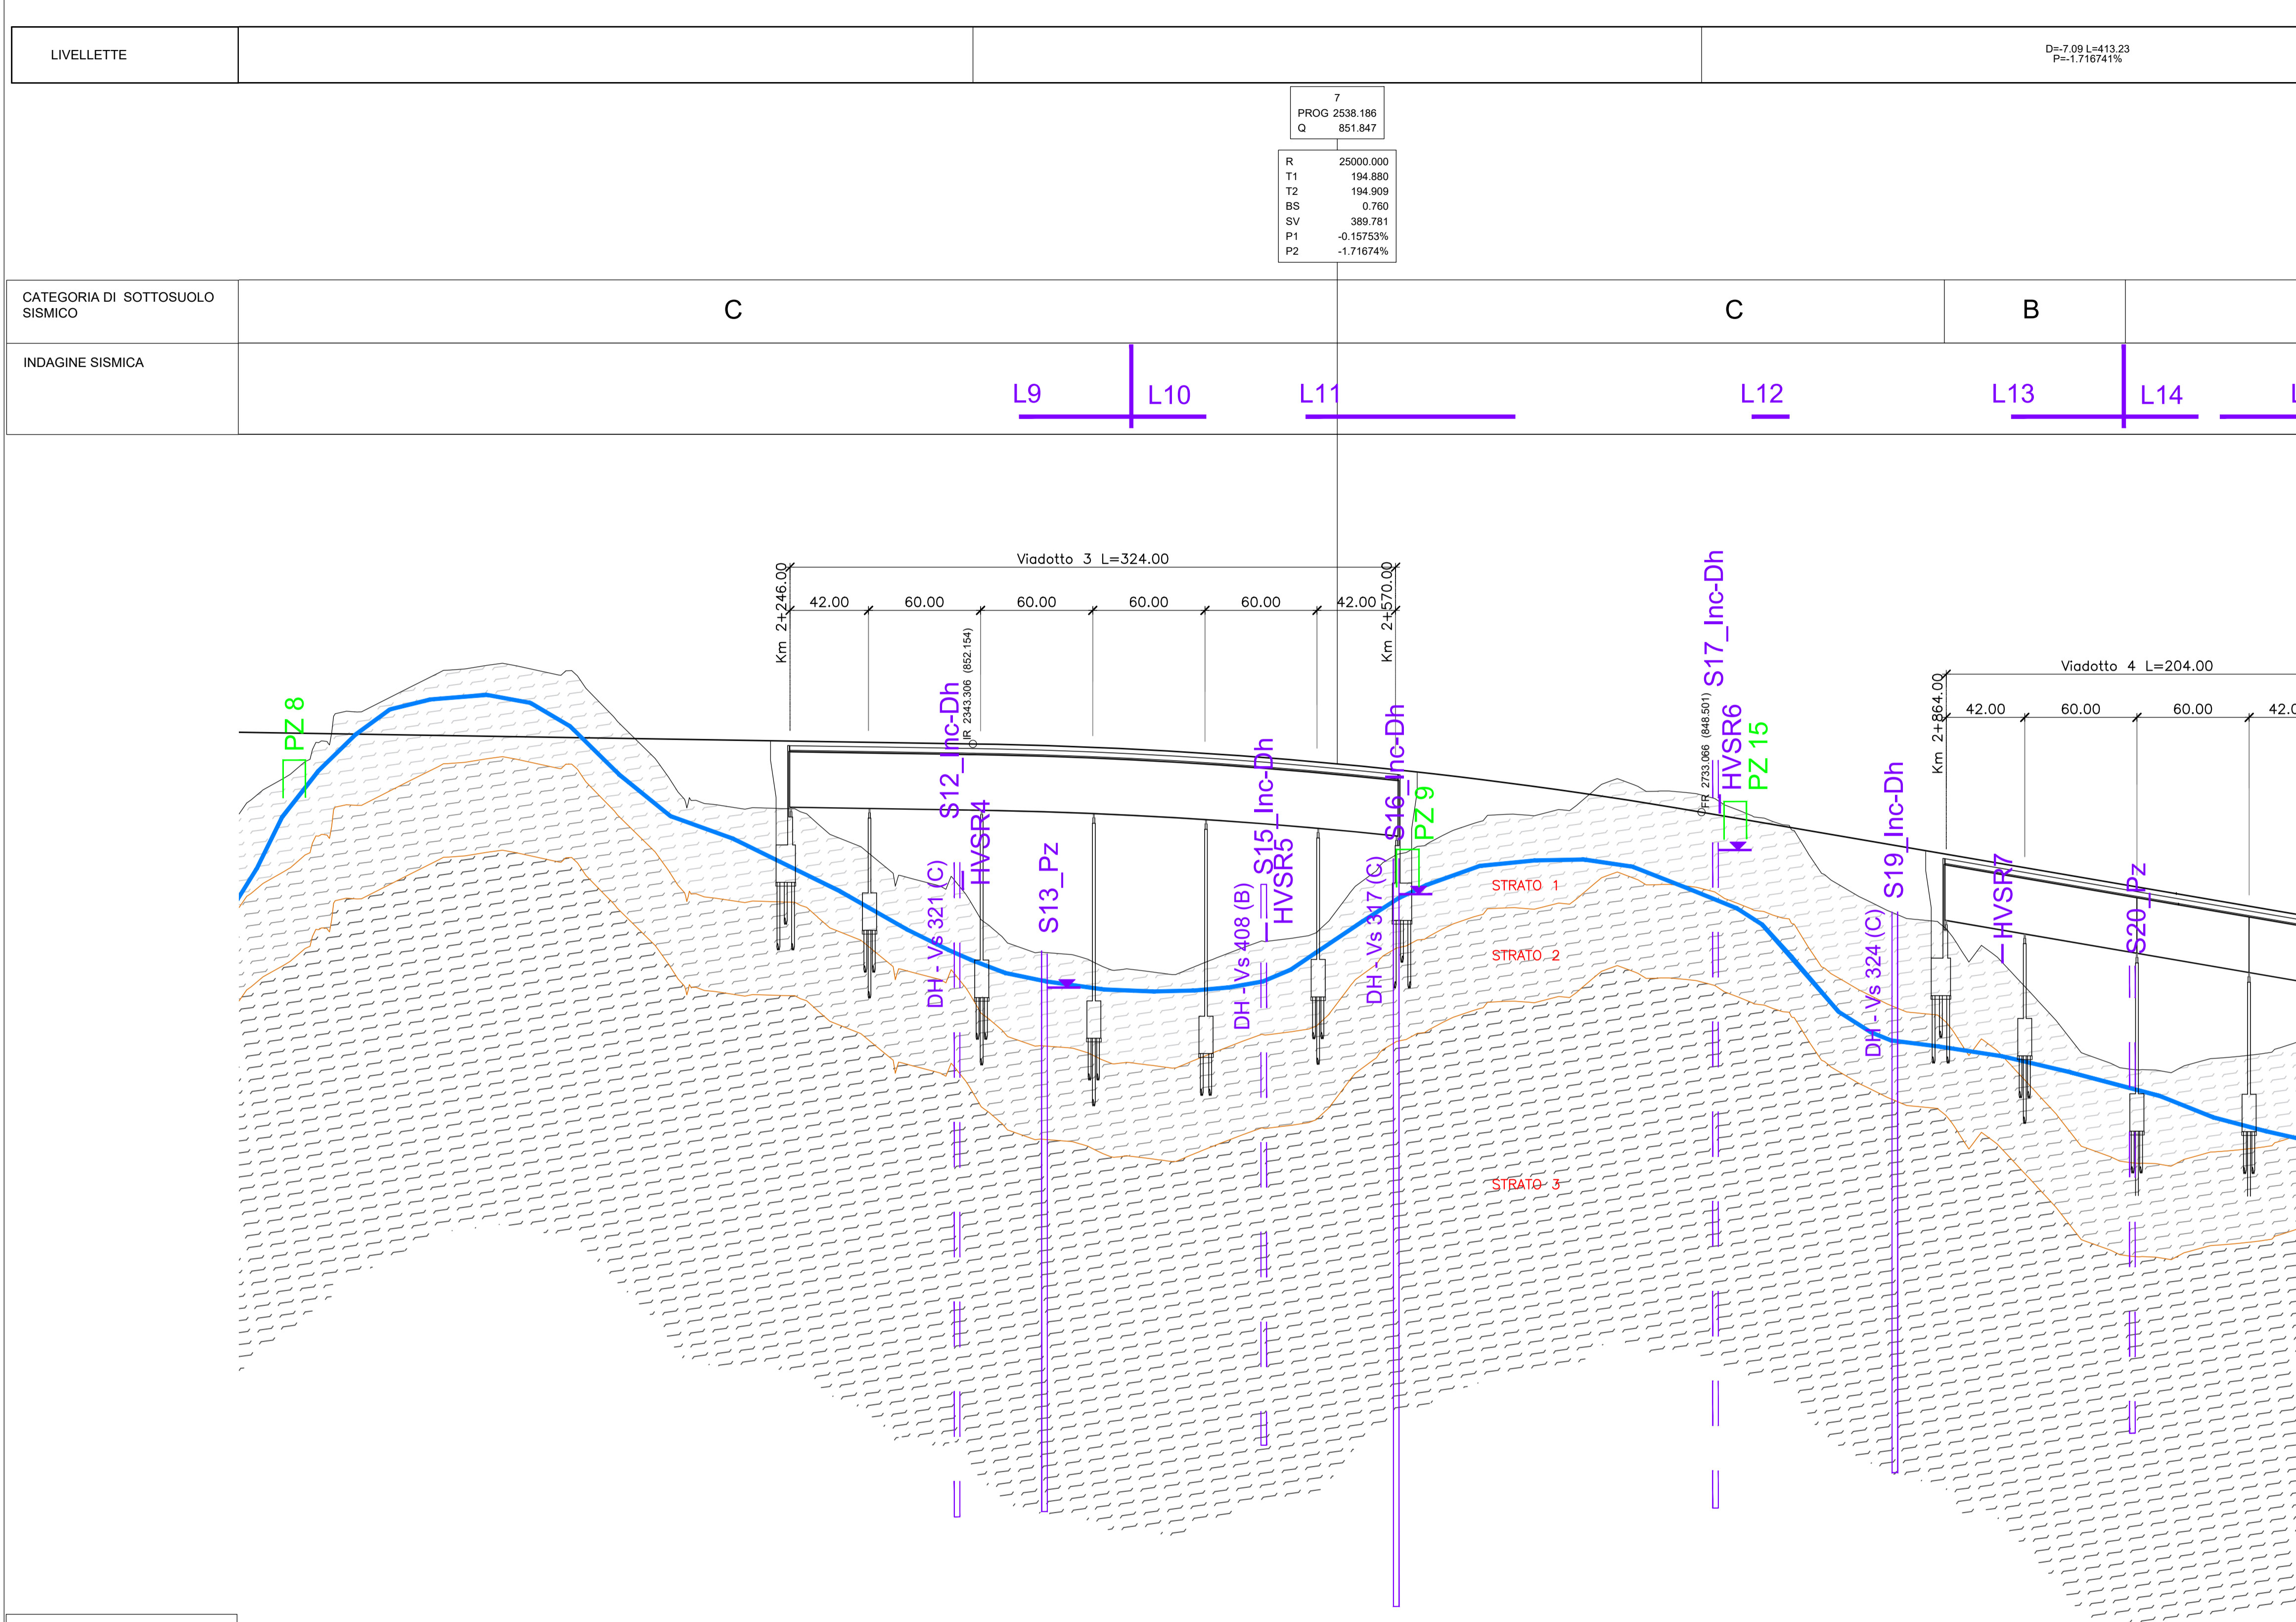 LIVELLETTE
D=-7.09 L=413.23
P=-1.716741%
7
PROG 2538.186
Q 851.847
R 25000.000
T1 194.880
T2 194.909
BS 0.760
SV 389.781
P1 -0.15753%
P2 -1.71674%
CATEGORIA DI SOTTOSUOLO
SISMICO
C
C
B
INDAGINE SISMICA
L9
L10
L11
L12
L13
L14
Viadotto 3 L=324.00
Km 2+246.00
42.00
60.00
60.00
60.00
60.00
42.00
Km 2+570.00
Viadotto 4 L=204.00
Km 2+864.00
42.00
60.00
60.00
PZ 8
S12_Inc-Dh
IR 2343.306 (852.154)
HVSR4
DH - Vs 321 (C)
S13_Pz
S15_Inc-Dh
HVSR5
DH - Vs 408 (B)
S16_Inc-Dh
PZ 9
DH - Vs 317 (C)
S17_Inc-Dh
FR 2733.066 (848.501)
HVSR6
PZ 15
S19_Inc-Dh
DH - Vs 324 (C)
HVSR7
S20_Pz
STRATO 1
STRATO 2
STRATO 3